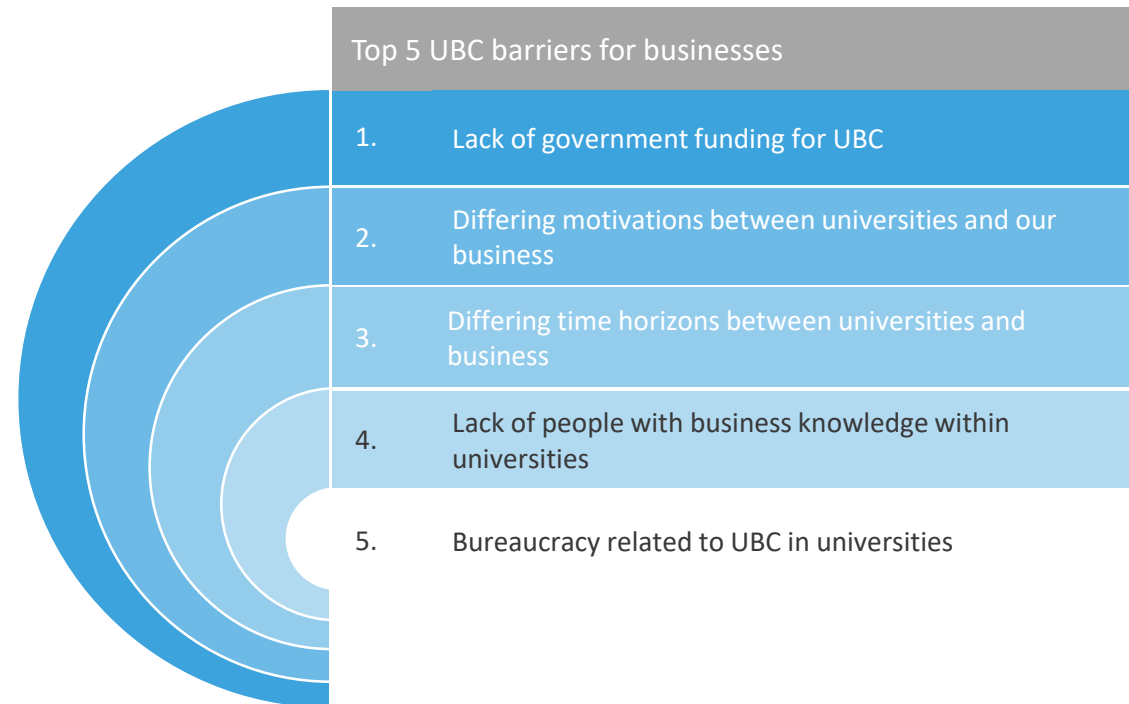 Top 5 UBC barriers for businesses
1. Lack of government funding for UBC
2. Differing motivations between universities and our
business
3. Differing time horizons between universities and
business
4. Lack of people with business knowledge within
universities
5. Bureaucracy related to UBC in universities